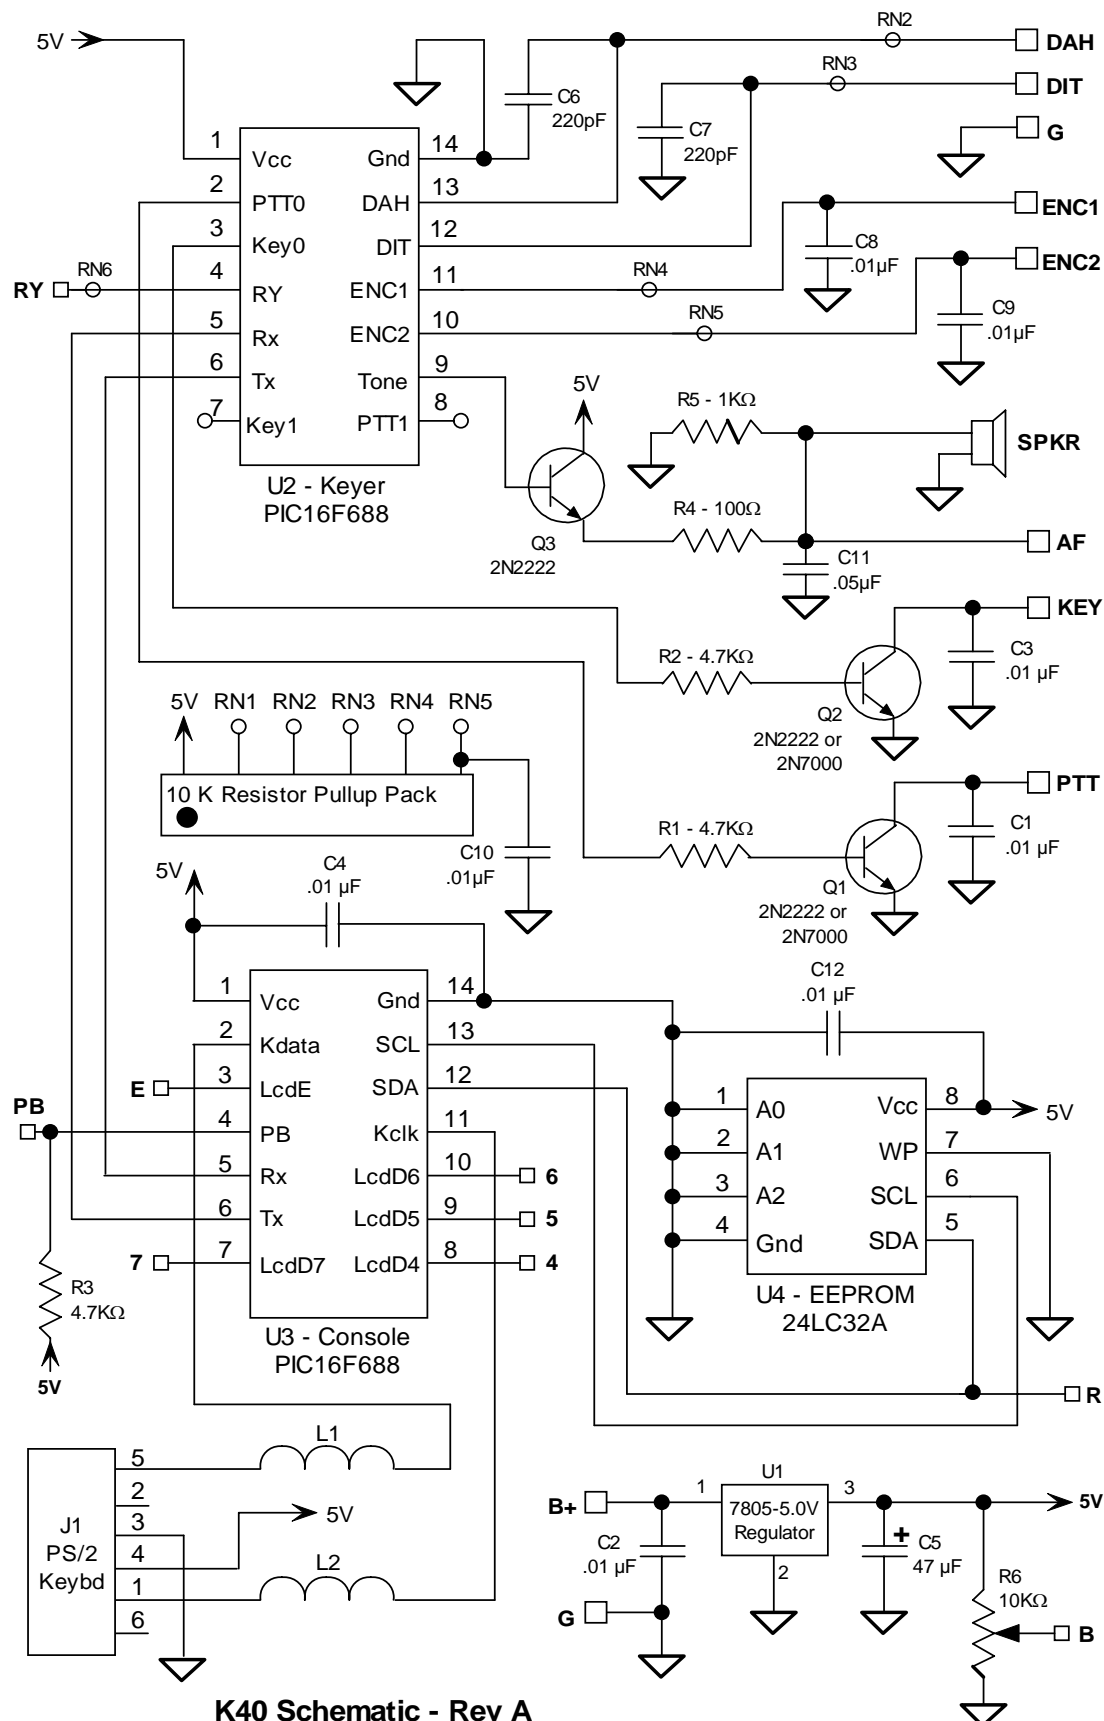 5V
RN2
DAH
RN3
DIT
C6
220pF
C7
220pF
G
1
Vcc
Gnd
14
2
PTT0
DAH
13
ENC1
3
Key0
DIT
12
C8
.01µF
ENC2
RN6
4
RY
RY
ENC1
11
RN4
5
Rx
ENC2
10
RN5
C9
.01µF
6
Tx
Tone
9
5V
R5 - 1KΩ
7
Key1
PTT1
8
SPKR
U2 - Keyer
PIC16F688
R4 - 100Ω
Q3
2N2222
AF
C11
.05µF
KEY
R2 - 4.7KΩ
C3
.01 µF
5V
RN1
RN2
RN3
RN4
RN5
Q2
2N2222 or
2N7000
10 K Resistor Pullup Pack
PTT
R1 - 4.7KΩ
C1
.01 µF
C10
.01µF
C4
.01 µF
5V
Q1
2N2222 or
2N7000
C12
.01 µF
1
Vcc
Gnd
14
2
Kdata
SCL
13
E
3
LcdE
SDA
12
PB
4
PB
Kclk
11
5
Rx
LcdD6
10
6
6
Tx
LcdD5
9
5
7
7
LcdD7
LcdD4
8
4
U3 - Console
PIC16F688
1
A0
Vcc
8
5V
2
A1
WP
7
3
A2
SCL
6
4
Gnd
SDA
5
U4 - EEPROM
24LC32A
R3
4.7KΩ
5V
R
L1
5
2
3
4
1
6
J1
PS/2
Keybd
5V
L2
B+
1
U1
7805-5.0V
Regulator
3
2
5V
C2
.01 µF
+
C5
47 µF
R6
10KΩ
G
B
K40 Schematic - Rev A